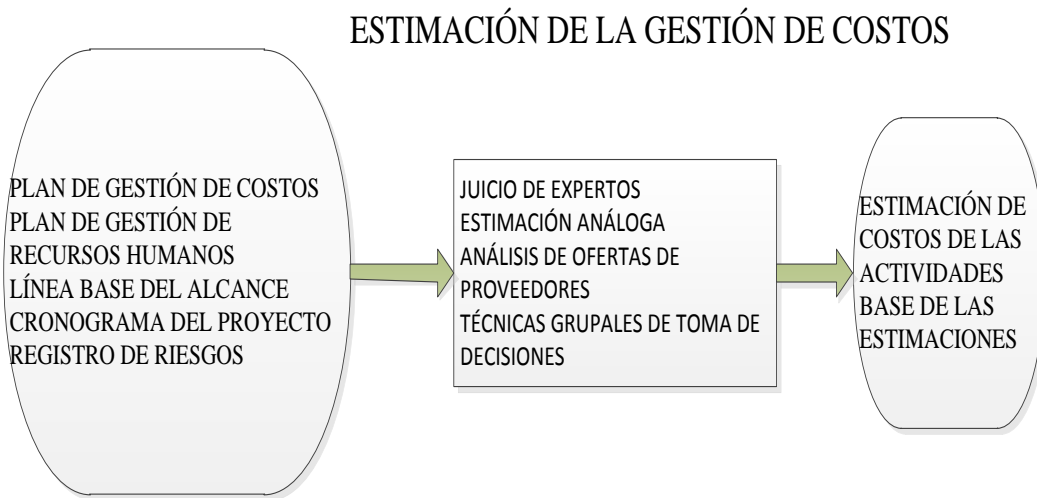 ESTIMACIÓN DE LA GESTIÓN DE COSTOS
PLAN DE GESTIÓN DE COSTOS
PLAN DE GESTIÓN DE
RECURSOS HUMANOS
LÍNEA BASE DEL ALCANCE
CRONOGRAMA DEL PROYECTO
REGISTRO DE RIESGOS
JUICIO DE EXPERTOS
ESTIMACIÓN ANÁLOGA
ANÁLISIS DE OFERTAS DE
PROVEEDORES
TÉCNICAS GRUPALES DE TOMA DE
DECISIONES
ESTIMACIÓN DE
COSTOS DE LAS
ACTIVIDADES
BASE DE LAS
ESTIMACIONES